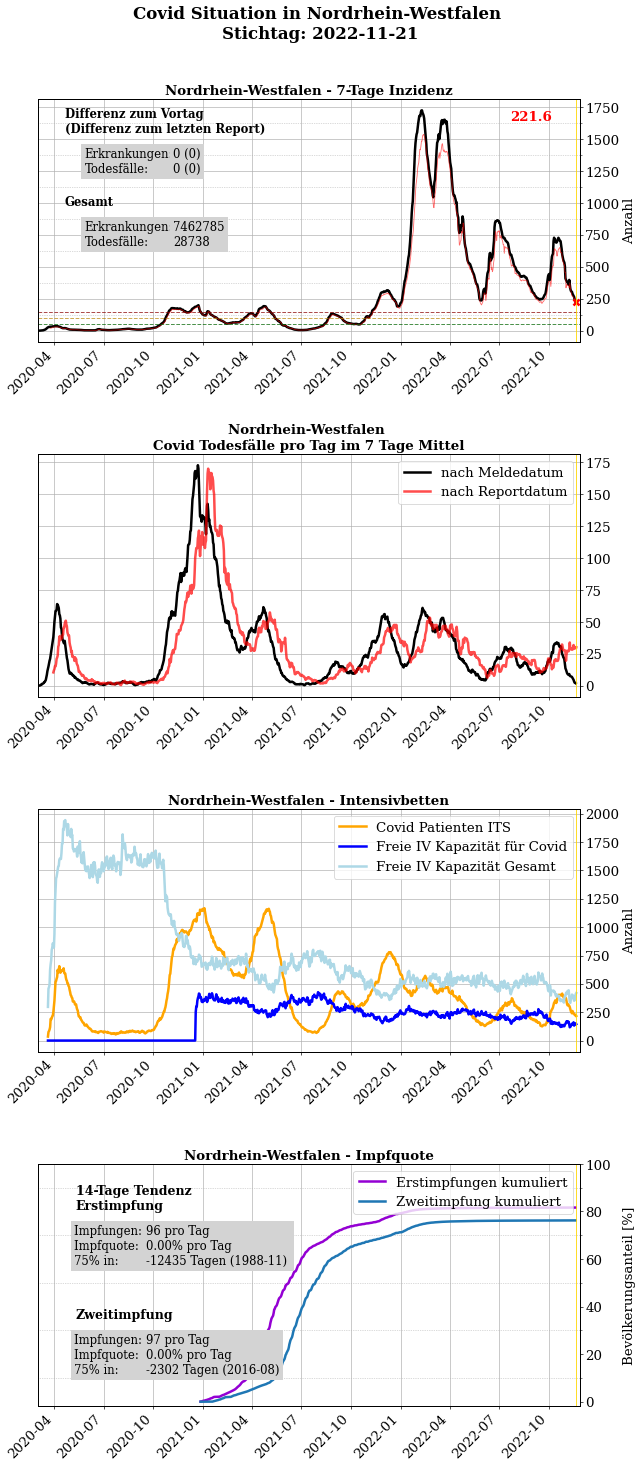 Covid Situation in Nordrhein-Westfalen
Stichtag: 2022-11-21
Nordrhein-Westfalen - 7-Tage Inzidenz
Differenz zum Vortag
(Differenz zum letzten Report)
Erkrankungen 0 (0)
Todesfälle: 0 (0)
Gesamt
Erkrankungen 7462785
Todesfälle: 28738
221.6
1750
1500
1250
1000
750
500
250
0
Anzahl
2020-04 2020-07 2020-10 2021-01 2021-04 2021-07 2021-10 2022-01 2022-04 2022-07 2022-10
Nordrhein-Westfalen
Covid Todesfälle pro Tag im 7 Tage Mittel
nach Meldedatum
nach Reportdatum
175
150
125
100
75
50
25
0
2020-04 2020-07 2020-10 2021-01 2021-04 2021-07 2021-10 2022-01 2022-04 2022-07 2022-10
Nordrhein-Westfalen - Intensivbetten
Covid Patienten ITS
Freie IV Kapazität für Covid
Freie IV Kapazität Gesamt
2000
1750
1500
1250
1000
750
500
250
0
Anzahl
2020-04 2020-07 2020-10 2021-01 2021-04 2021-07 2021-10 2022-01 2022-04 2022-07 2022-10
Nordrhein-Westfalen - Impfquote
14-Tage Tendenz
Erstimpfung
Impfungen: 96 pro Tag
Impfquote: 0.00% pro Tag
75% in: -12435 Tagen (1988-11)
Zweitimpfung
Impfungen: 97 pro Tag
Impfquote: 0.00% pro Tag
75% in: -2302 Tagen (2016-08)
Erstimpfungen kumuliert
Zweitimpfung kumuliert
100
80
60
40
20
0
Bevölkerungsanteil [%]
2020-04 2020-07 2020-10 2021-01 2021-04 2021-07 2021-10 2022-01 2022-04 2022-07 2022-10